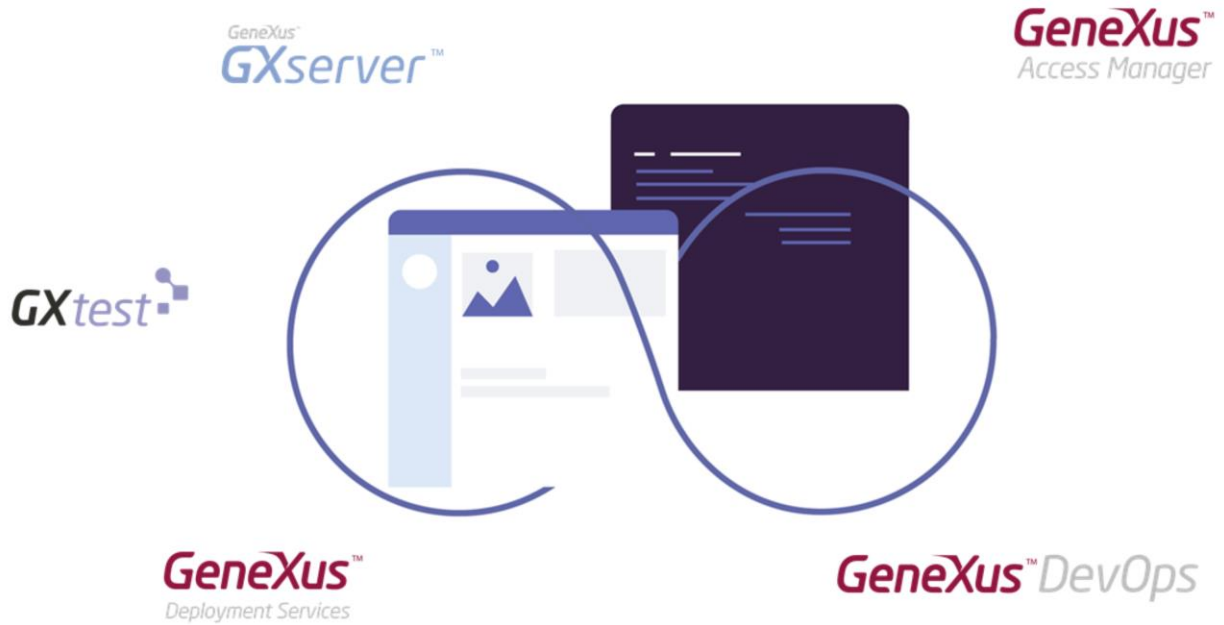 GeneXus™
GXserver™
GeneXus™
Access Manager
GXtest
GeneXus™
Deployment Services
GeneXus™ DevOps